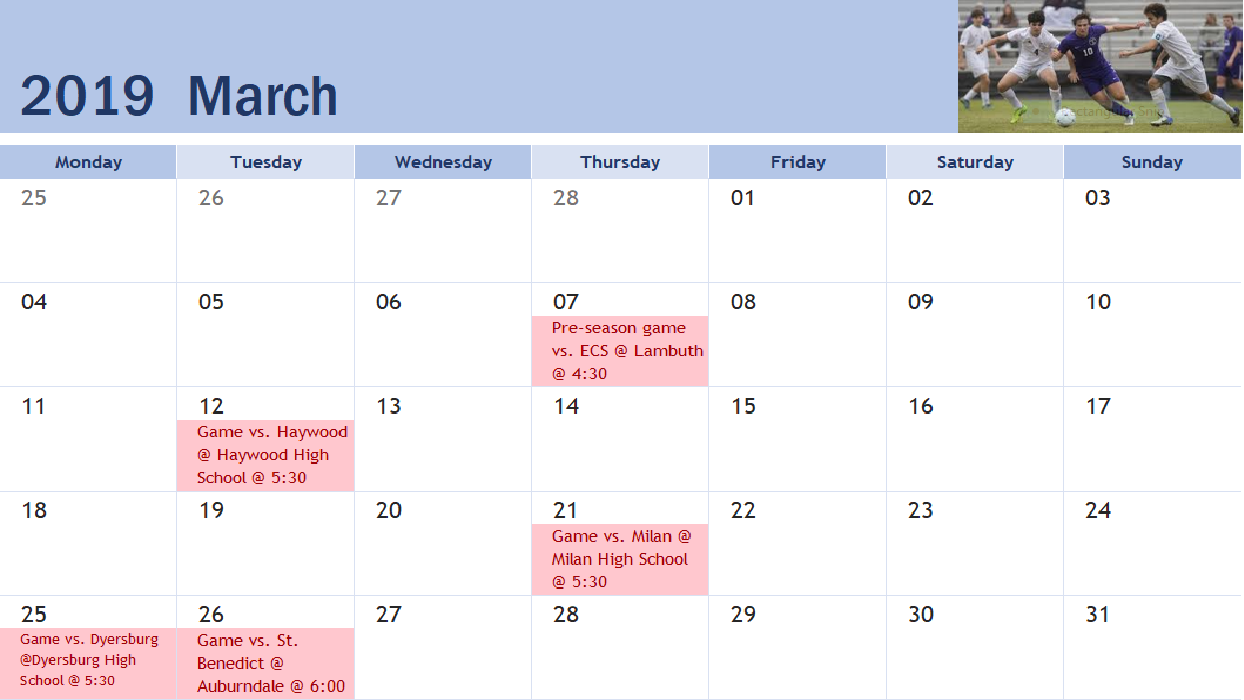 2019 March
Monday Tuesday Wednesday Thursday Friday Saturday Sunday
25 26 27 28 01 02 03
04 05 06 07 08 09 10
Pre-season game
vs. ECS @ Lambuth
@ 4:30
11 12 13 14 15 16 17
Game vs. Haywood
@ Haywood High
School @ 5:30
18 19 20 21 22 23 24
Game vs. Milan @
Milan High School
@ 5:30
25 26 27 28 29 30 31
Game vs. Dyersburg
@Dyersburg High
School @ 5:30
Game vs. St.
Benedict @
Auburndale @ 6:00
10